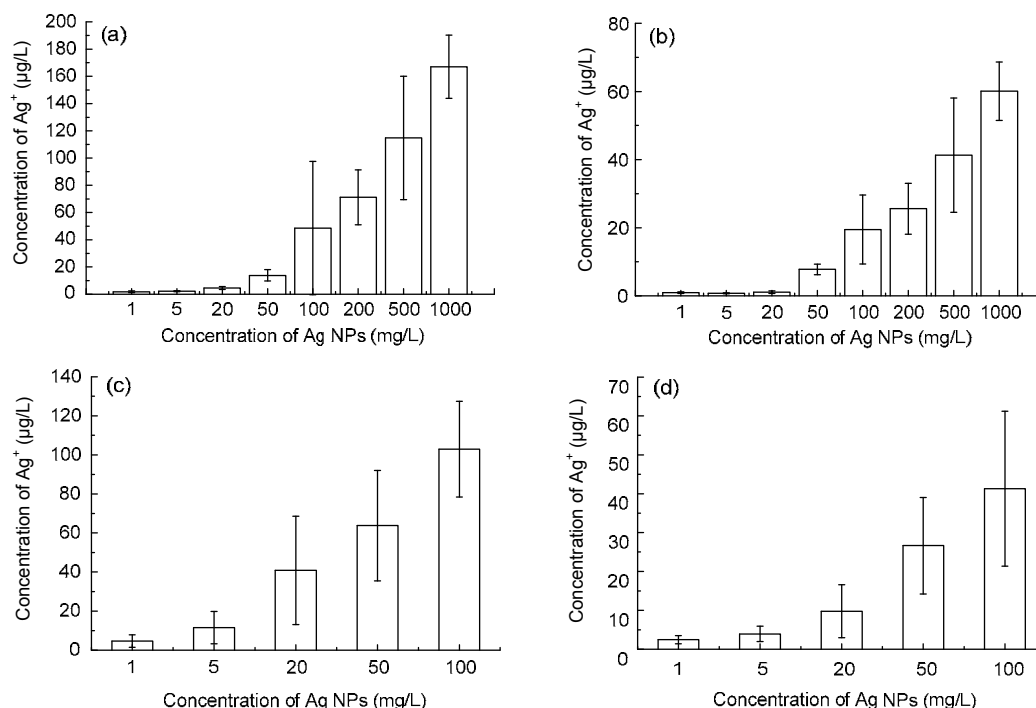 (a)
Concentration of Ag⁺ (µg/L)
200
180
160
140
120
100
80
60
40
20
0
1 5 20 50 100 200 500 1000
Concentration of Ag NPs (mg/L)
(b)
Concentration of Ag⁺ (µg/L)
80
60
40
20
0
1 5 20 50 100 200 500 1000
Concentration of Ag NPs (mg/L)
(c)
Concentration of Ag⁺ (µg/L)
140
120
100
80
60
40
20
0
1 5 20 50 100
Concentration of Ag NPs (mg/L)
(d)
Concentration of Ag⁺ (µg/L)
70
60
50
40
30
20
10
0
1 5 20 50 100
Concentration of Ag NPs (mg/L)